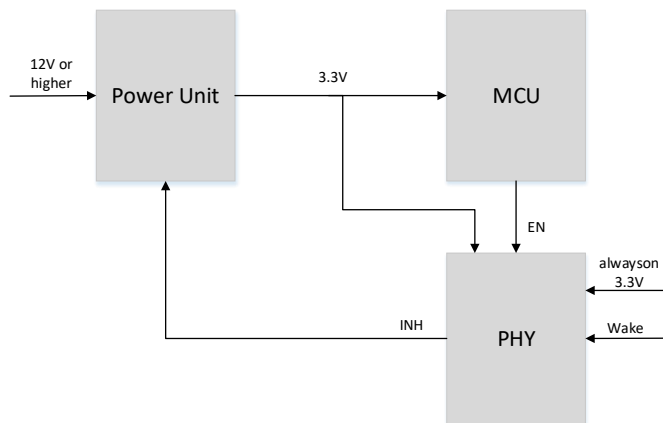 12V or
higher
Power Unit
3.3V
MCU
EN
alwayson
3.3V
INH
PHY
Wake